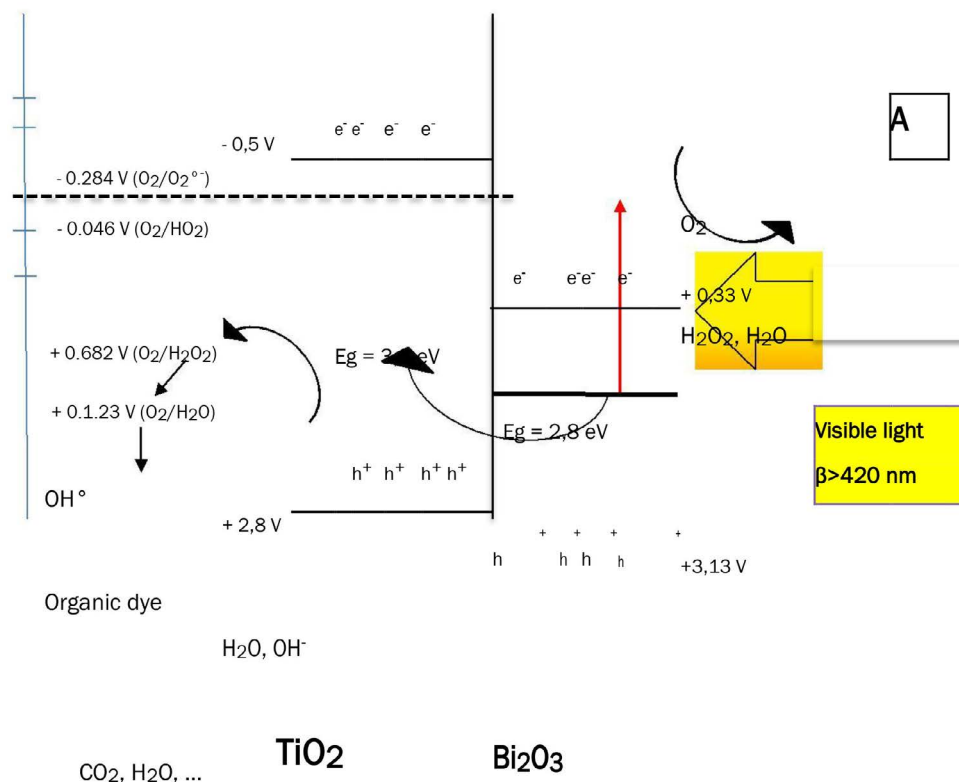 e⁻ e⁻ e⁻ e⁻
A
- 0,5 V
- 0.284 V (O₂/O₂°⁻)
- 0.046 V (O₂/HO₂)
O₂
e⁻ e⁻ e⁻ e⁻
+ 0,33 V
H₂O₂, H₂O
+ 0.682 V (O₂/H₂O₂)
Eg = 3, eV
+ 0.1.23 V (O₂/H₂O)
Eg = 2,8 eV
Visible light
β>420 nm
h⁺ h⁺ h⁺ h⁺
OH°
+ 2,8 V
+ + + +
h h h h
+3,13 V
Organic dye
H₂O, OH⁻
TiO₂
Bi₂O₃
CO₂, H₂O, ...